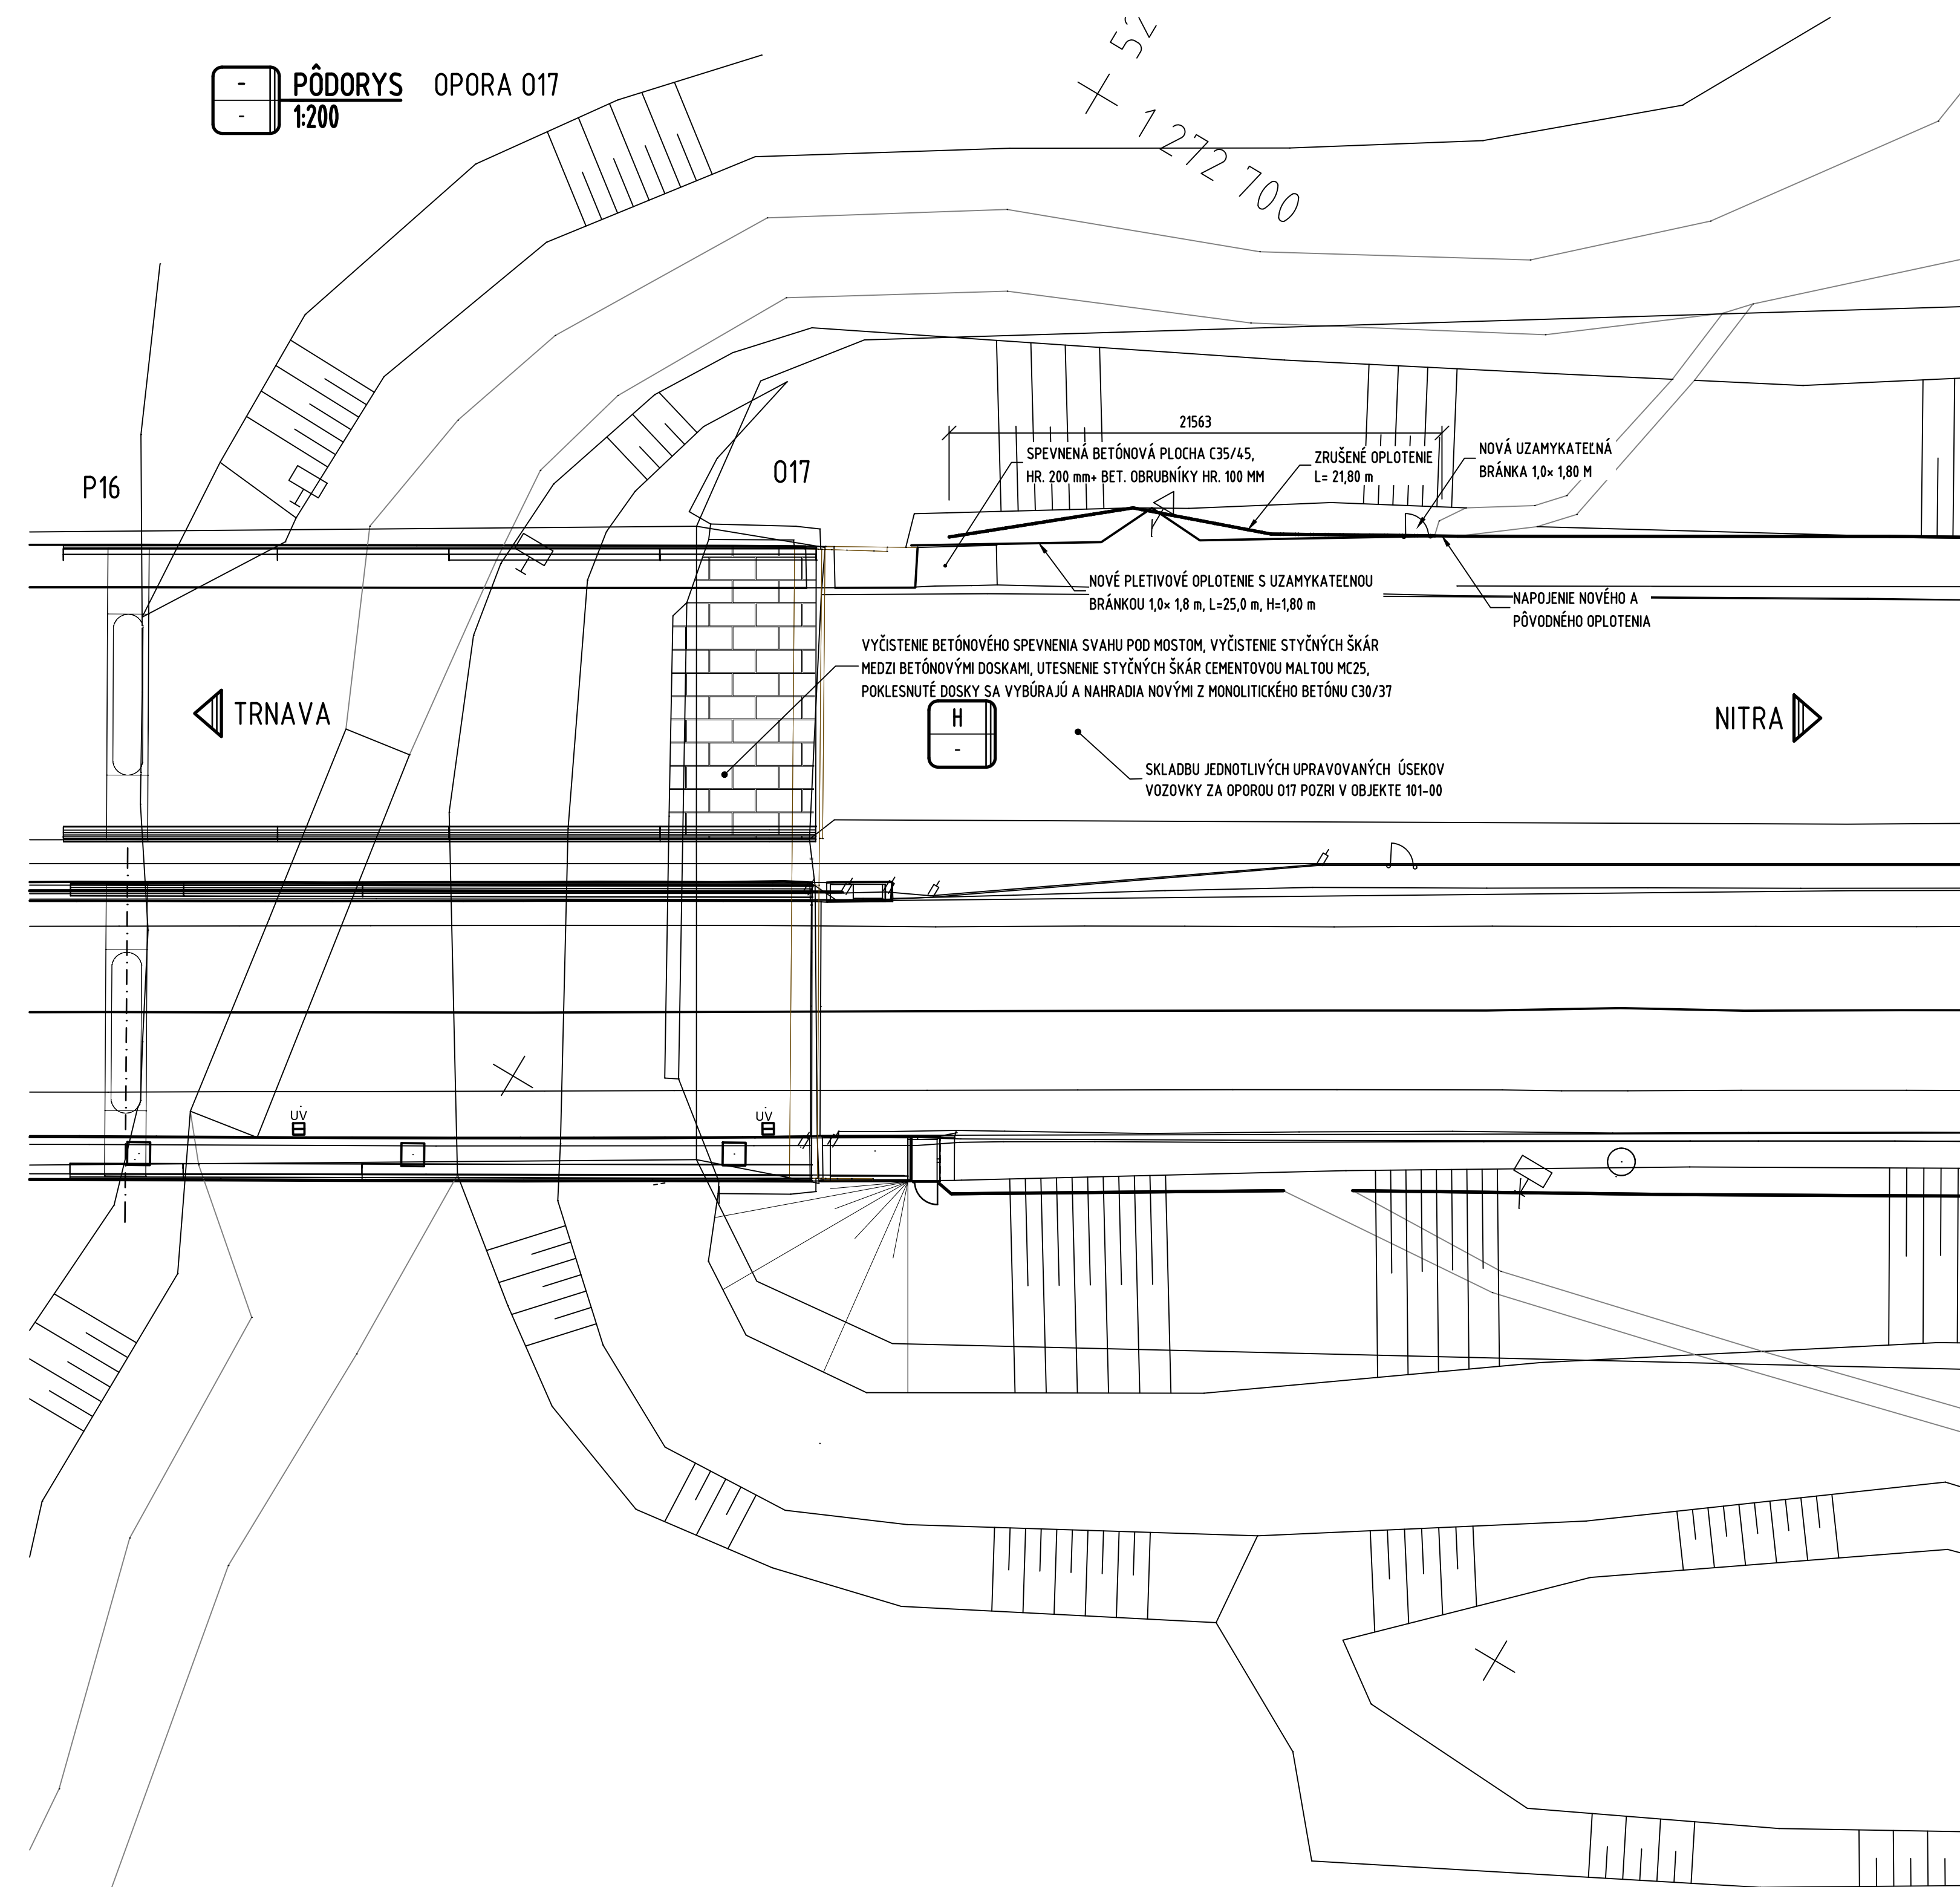 PÔDORYS OPORA O17
1:200
52
1 272 700
P16
O17
21563
SPEVNENÁ BETÓNOVÁ PLOCHA C35/45,
HR. 200 mm+ BET. OBRUBNÍKY HR. 100 MM
ZRUŠENÉ OPLOTENIE
L= 21,80 m
NOVÁ UZAMYKATEĽNÁ
BRÁNKA 1,0× 1,80 M
NOVÉ PLETIVOVÉ OPLOTENIE S UZAMYKATEĽNOU
BRÁNKOU 1,0× 1,8 m, L=25,0 m, H=1,80 m
NAPOJENIE NOVÉHO A
PÔVODNÉHO OPLOTENIA
VYČISTENIE BETÓNOVÉHO SPEVNENIA SVAHU POD MOSTOM, VYČISTENIE STYČNÝCH ŠKÁR
MEDZI BETÓNOVÝMI DOSKAMI, UTESNENIE STYČNÝCH ŠKÁR CEMENTOVOU MALTOU MC25,
POKLESNUTÉ DOSKY SA VYBÚRAJÚ A NAHRADIA NOVÝMI Z MONOLITICKÉHO BETÓNU C30/37
TRNAVA
H
-
NITRA
SKLADBU JEDNOTLIVÝCH UPRAVOVANÝCH ÚSEKOV
VOZOVKY ZA OPOROU O17 POZRI V OBJEKTE 101-00
UV
UV